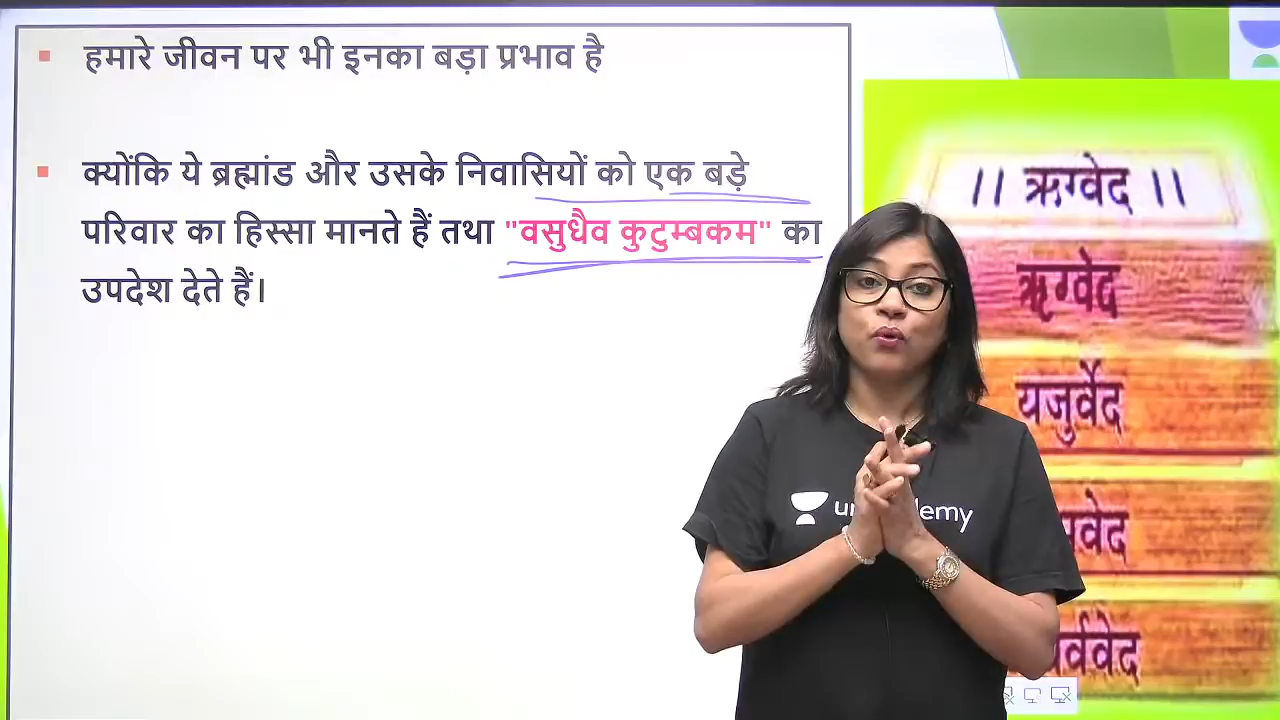 हमारे जीवन पर भी इनका बड़ा प्रभाव है
क्योंकि ये ब्रह्मांड और उसके निवासियों को एक बड़े
परिवार का हिस्सा मानते हैं तथा "वसुधैव कुटुम्बकम" का
उपदेश देते हैं।
।। ऋग्वेद ।।
ऋग्वेद
यजुर्वेद